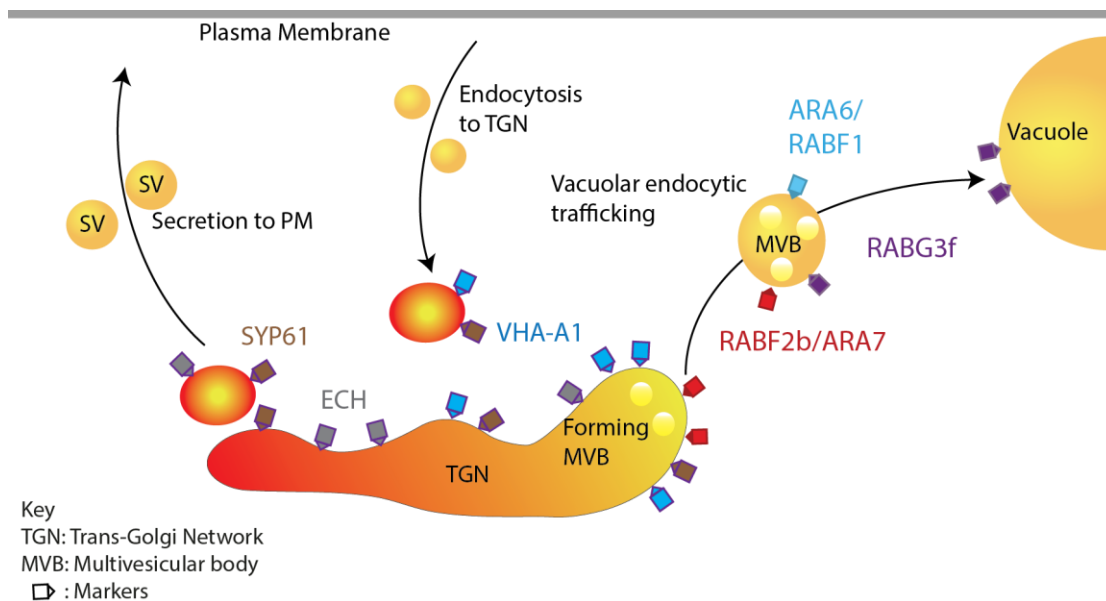 Plasma Membrane
Endocytosis
to TGN
ARA6/
RABF1
Vacuole
SV
SV
Secretion to PM
Vacuolar endocytic
trafficking
MVB
RABG3f
SYP61
VHA-A1
RABF2b/ARA7
ECH
Forming
MVB
TGN
Key
TGN: Trans-Golgi Network
MVB: Multivesicular body
: Markers